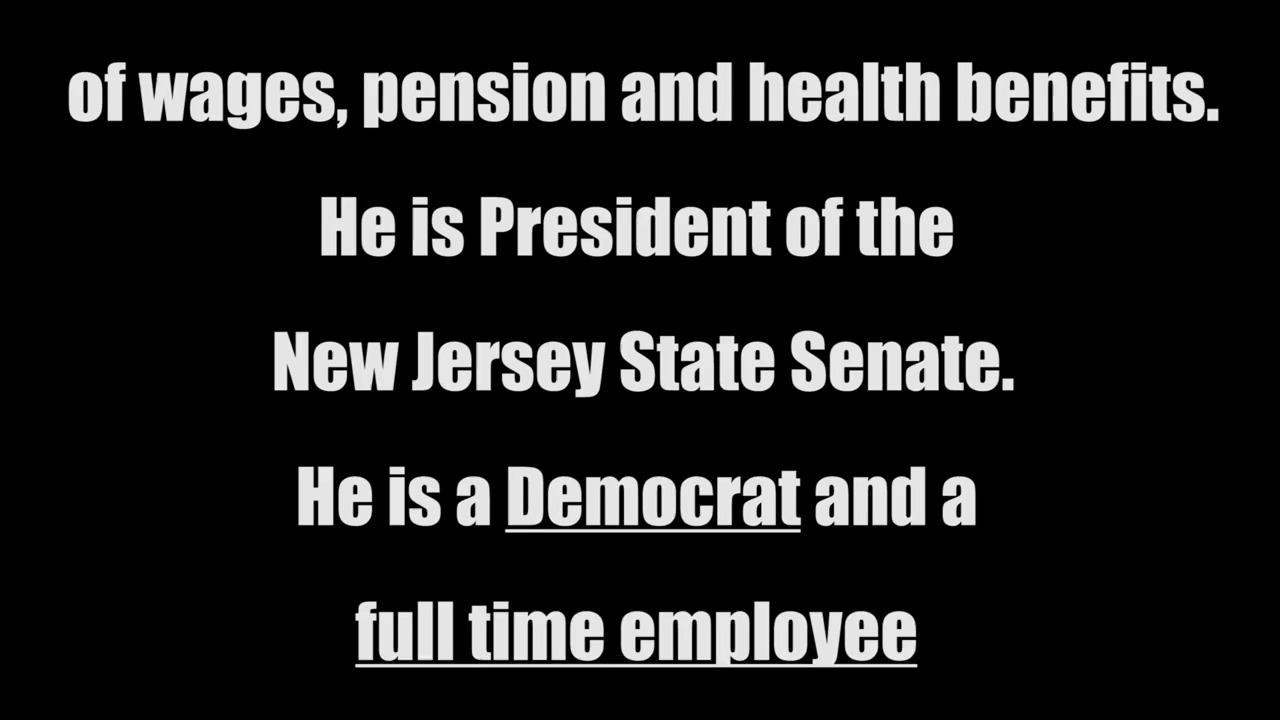 of wages, pension and health benefits.
He is President of the
New Jersey State Senate.
He is a Democrat and a
full time employee